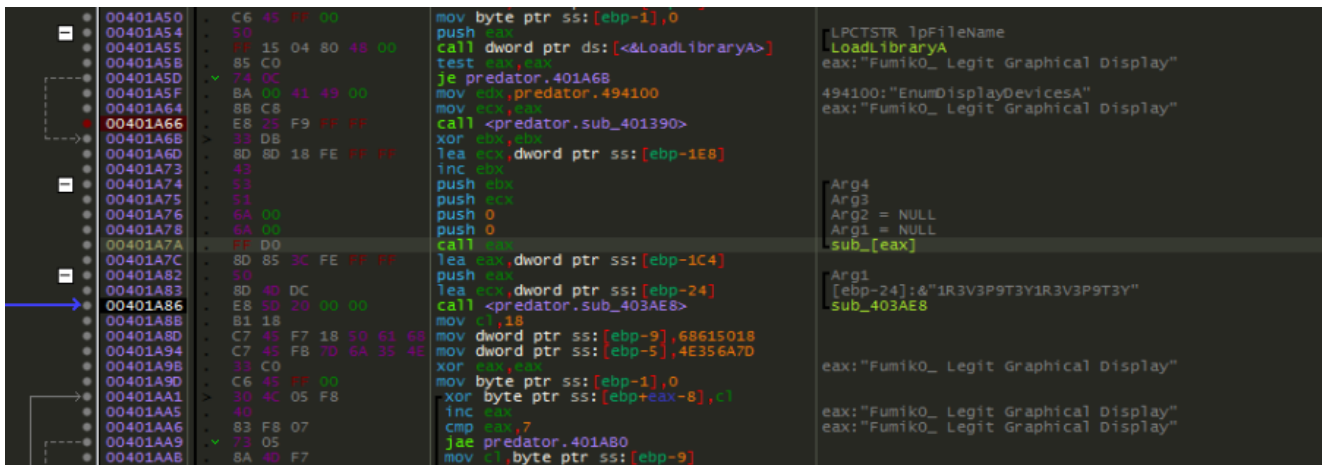 00401A50 . C6 45 FF 00 mov byte ptr ss:[ebp-1],0
00401A54 . 50 push eax LPCTSTR lpFileName
00401A55 . FF 15 04 80 48 00 call dword ptr ds:[<&LoadLibraryA>] LoadLibraryA
00401A5B . 85 C0 test eax,eax eax:"Fumik0_ Legit Graphical Display"
00401A5D . 74 0C je predator.401A6B
00401A5F . BA 00 41 49 00 mov edx,predator.494100 494100:"EnumDisplayDevicesA"
00401A64 . 8B C8 mov ecx,eax eax:"Fumik0_ Legit Graphical Display"
00401A66 . E8 25 F9 FF FF call <predator.sub_401390>
00401A6B > 33 DB xor ebx,ebx
00401A6D . 8D 8D 18 FE FF FF lea ecx,dword ptr ss:[ebp-1E8]
00401A73 . 43 inc ebx
00401A74 . 53 push ebx Arg4
00401A75 . 51 push ecx Arg3
00401A76 . 6A 00 push 0 Arg2 = NULL
00401A78 . 6A 00 push 0 Arg1 = NULL
00401A7A . FF D0 call eax sub_[eax]
00401A7C . 8D 85 3C FE FF FF lea eax,dword ptr ss:[ebp-1C4]
00401A82 . 50 push eax Arg1
00401A83 . 8D 4D DC lea ecx,dword ptr ss:[ebp-24] [ebp-24]:&"1R3V3P9T3Y1R3V3P9T3Y"
00401A86 . E8 5D 20 00 00 call <predator.sub_403AE8> sub_403AE8
00401A8B . B1 18 mov cl,18
00401A8D . C7 45 F7 18 50 61 68 mov dword ptr ss:[ebp-9],68615018
00401A94 . C7 45 FB 7D 6A 35 4E mov dword ptr ss:[ebp-5],4E356A7D
00401A9B . 33 C0 xor eax,eax eax:"Fumik0_ Legit Graphical Display"
00401A9D . C6 45 FF 00 mov byte ptr ss:[ebp-1],0
00401AA1 > 30 4C 05 F8 xor byte ptr ss:[ebp+eax-8],cl
00401AA5 . 40 inc eax eax:"Fumik0_ Legit Graphical Display"
00401AA6 . 83 F8 07 cmp eax,7 eax:"Fumik0_ Legit Graphical Display"
00401AA9 . 73 05 jae predator.401AB0
00401AAB . 8A 4D F7 mov cl,byte ptr ss:[ebp-9]